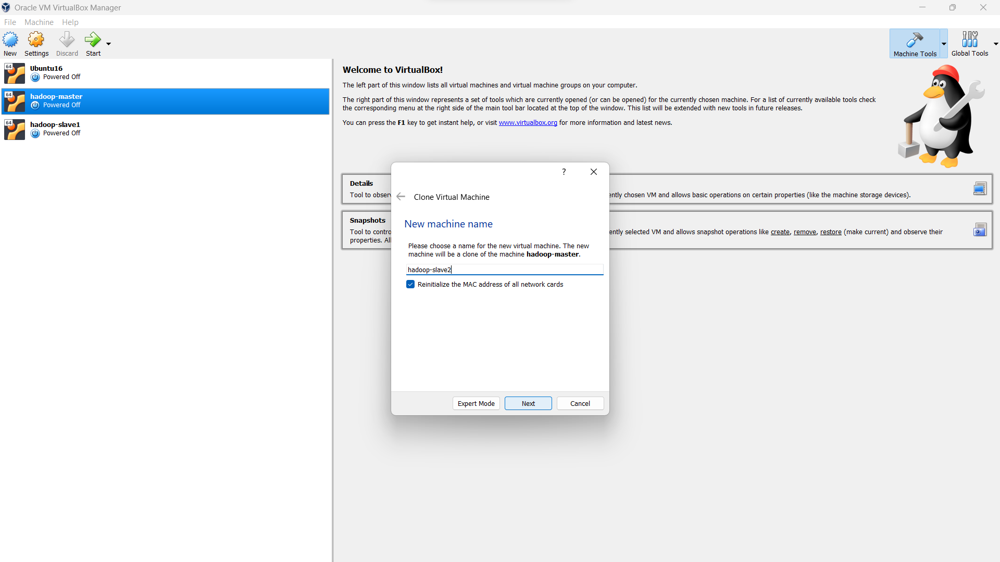 Oracle VM VirtualBox Manager
File Machine Help
New Settings Discard Start
Machine Tools Global Tools
64 Ubuntu16
Powered Off
64 hadoop-master
Powered Off
64 hadoop-slave1
Powered Off
Welcome to VirtualBox!
The left part of this window lists all virtual machines and virtual machine groups on your computer.
The right part of this window represents a set of tools which are currently opened (or can be opened) for the currently chosen machine. For a list of currently available tools check
the corresponding menu at the right side of the main tool bar located at the top of the window. This list will be extended with new tools in future releases.
You can press the F1 key to get instant help, or visit www.virtualbox.org for more information and latest news.
Details
Tool to obser ently chosen VM and allows basic operations on certain properties (like the machine storage devices).
Snapshots
Tool to contro ently selected VM and allows snapshot operations like create, remove, restore (make current) and observe their
properties. Al
?
Clone Virtual Machine
New machine name
Please choose a name for the new virtual machine. The new
machine will be a clone of the machine hadoop-master.
hadoop-slave2
Reinitialize the MAC address of all network cards
Expert Mode Next Cancel